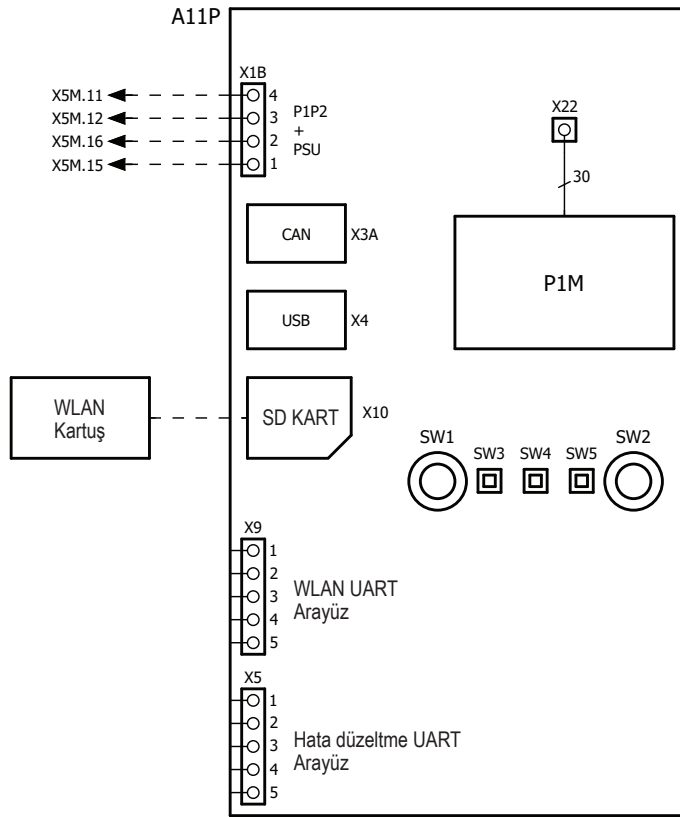 A11P
X1B
X5M.11
4
X5M.12
3
X5M.16
2
X5M.15
1
P1P2
+
PSU
X22
30
P1M
CAN
X3A
USB
X4
WLAN
Kartuş
SD KART
X10
SW1
SW3
SW4
SW5
SW2
X9
1
2
3
4
5
WLAN UART
Arayüz
X5
1
2
3
4
5
Hata düzeltme UART
Arayüz